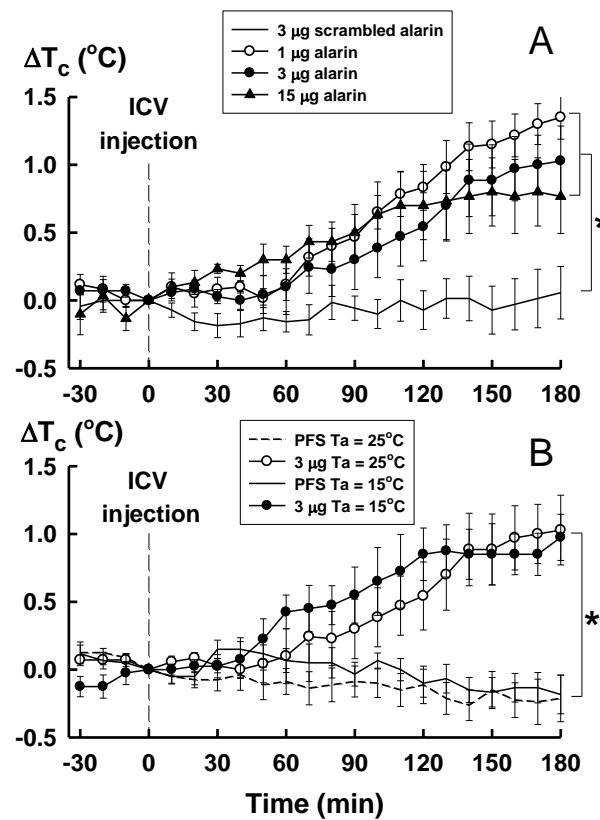 3 μg scrambled alarin
1 μg alarin
3 μg alarin
15 μg alarin
A
ΔTc (°C)
1.5
1.0
0.5
0.0
-0.5
ICV
injection
*
-30 0 30 60 90 120 150 180
PFS Ta = 25°C
3 μg Ta = 25°C
PFS Ta = 15°C
3 μg Ta = 15°C
B
ΔTc (°C)
1.5
1.0
0.5
0.0
-0.5
ICV
injection
*
-30 0 30 60 90 120 150 180
Time (min)